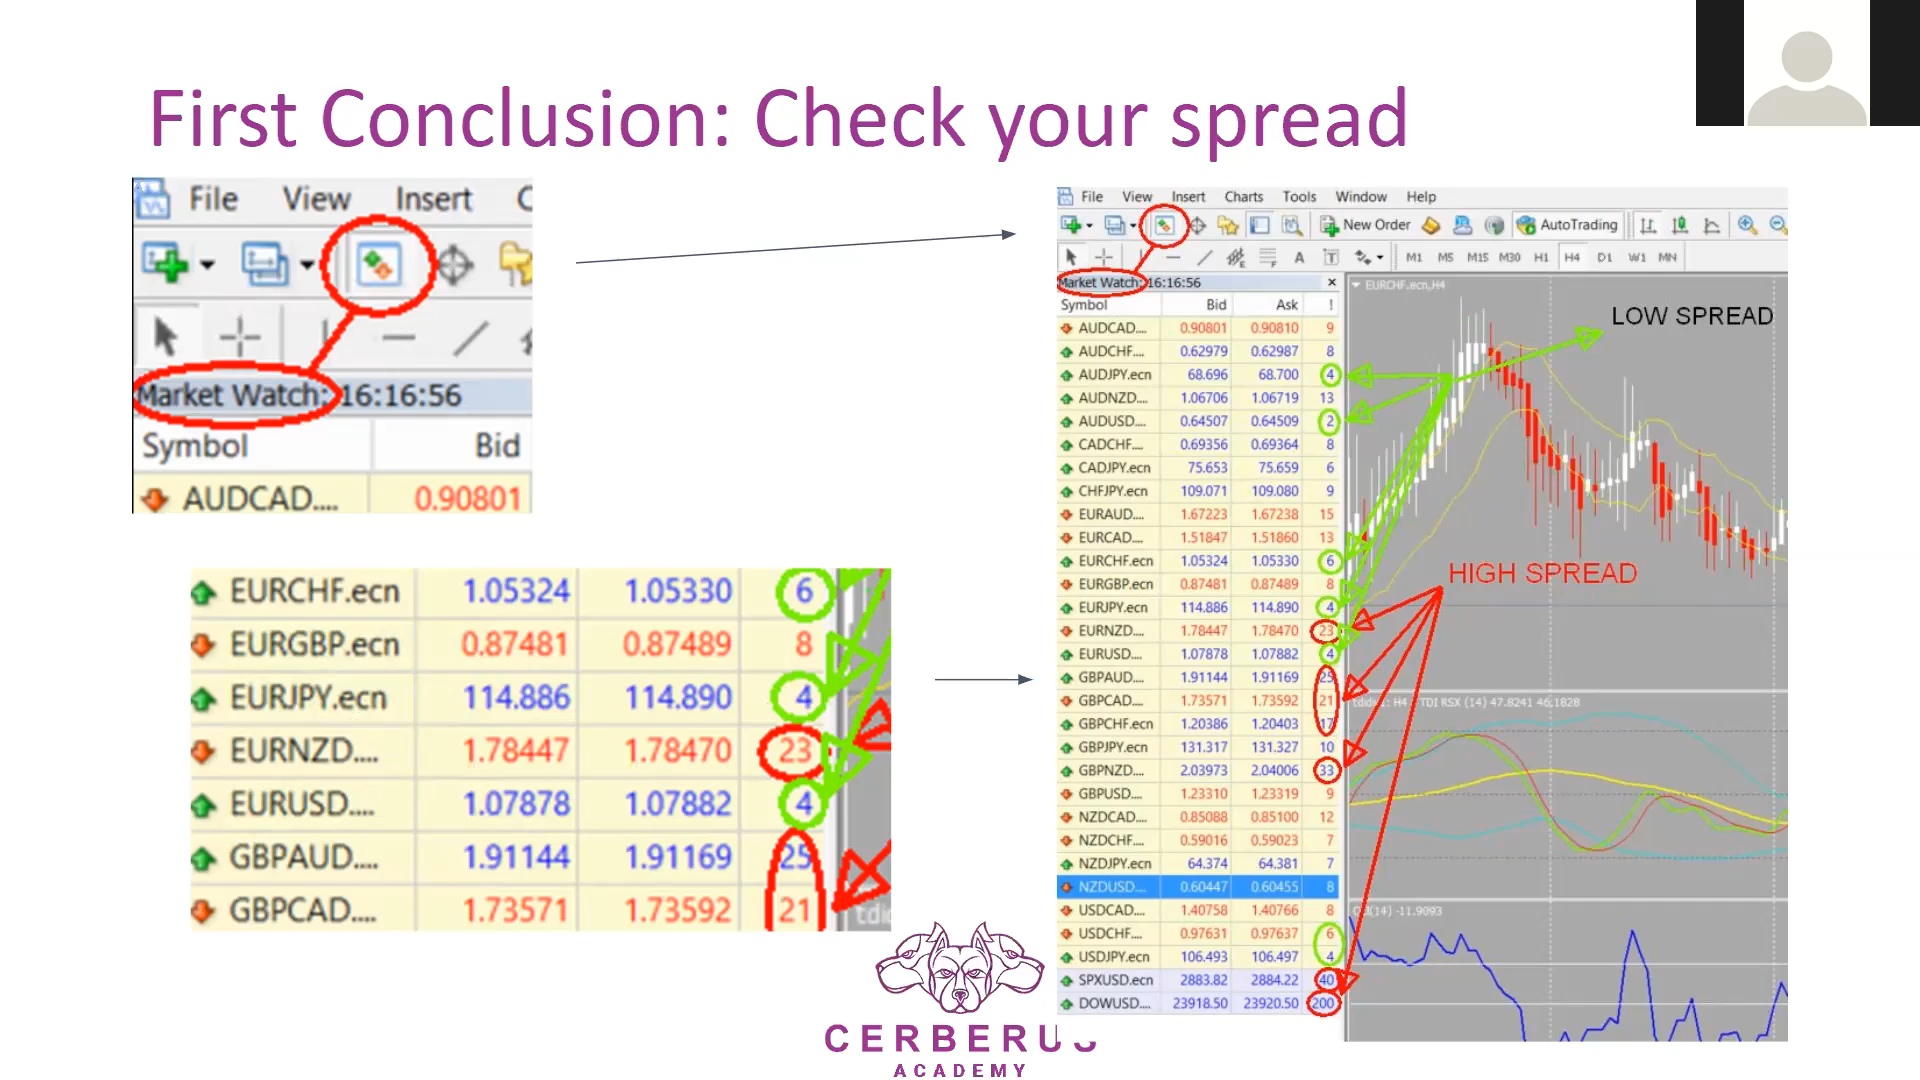 First Conclusion: Check your spread
File View Insert C
Market Watch: 16:16:56
Symbol Bid
AUDCAD.... 0.90801
EURCHF.ecn 1.05324 1.05330 6
EURGBP.ecn 0.87481 0.87489 8
EURJPY.ecn 114.886 114.890 4
EURNZD.... 1.78447 1.78470 23
EURUSD.... 1.07878 1.07882 4
GBPAUD.... 1.91144 1.91169 25
GBPCAD.... 1.73571 1.73592 21
File View Insert Charts Tools Window Help
New Order AutoTrading
A T M1 M5 M15 M30 H1 H4 D1 W1 MN
Market Watch: 16:16:56
Symbol Bid Ask !
AUDCAD.... 0.90801 0.90810 9
AUDCHF.... 0.62979 0.62987 8
AUDJPY.ecn 68.696 68.700 4
AUDNZD.... 1.06706 1.06719 13
AUDUSD.... 0.64507 0.64509 2
CADCHF.... 0.69356 0.69364 8
CADJPY.ecn 75.653 75.659 6
CHFJPY.ecn 109.071 109.080 9
EURAUD.... 1.67223 1.67238 15
EURCAD.... 1.51847 1.51860 13
EURCHF.ecn 1.05324 1.05330 6
EURGBP.ecn 0.87481 0.87489 8
EURJPY.ecn 114.886 114.890 4
EURNZD.... 1.78447 1.78470 23
EURUSD.... 1.07878 1.07882 4
GBPAUD.... 1.91144 1.91169 25
GBPCAD.... 1.73571 1.73592 21
GBPCHF.ecn 1.20386 1.20403 17
GBPJPY.ecn 131.317 131.327 10
GBPNZD.... 2.03973 2.04006 33
GBPUSD.... 1.23310 1.23319 9
NZDCAD.... 0.85088 0.85100 12
NZDCHF.... 0.59016 0.59023 7
NZDJPY.ecn 64.374 64.381 7
NZDUSD.... 0.60447 0.60455 8
USDCAD.... 1.40758 1.40766 8
USDCHF.... 0.97631 0.97637 6
USDJPY.ecn 106.493 106.497 4
SPXUSD.ecn 2883.82 2884.22 40
DOWUSD.... 23918.50 23920.50 200
EURCHF.ecn,H4
LOW SPREAD
HIGH SPREAD
H4 TDI RSX (14) 47.8241 46.1828
(14) -11.9093
CERBERUS
ACADEMY